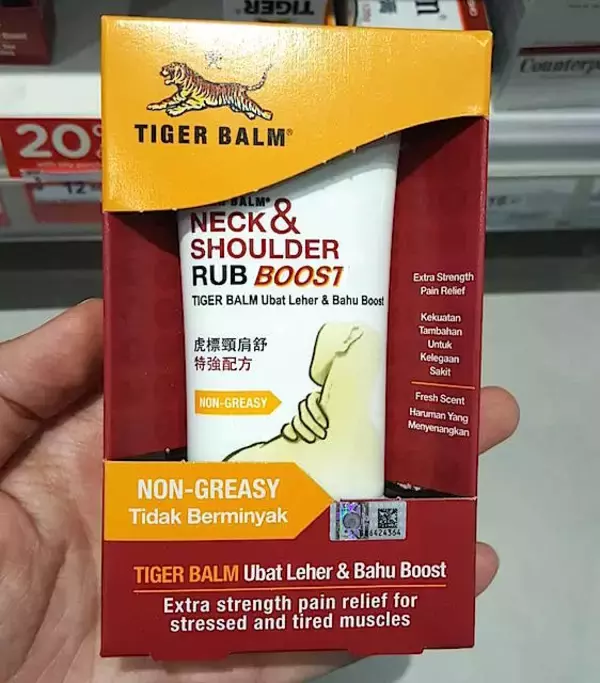 TIGER BALM®
BALM®
NECK &
SHOULDER
RUB BOOST
TIGER BALM Ubat Leher & Bahu Boost
虎標頸肩舒
特強配方
NON-GREASY
Extra Strength
Pain Relief
Kekuatan
Tambahan
Untuk
Kelegaan
Sakit
Fresh Scent
Haruman Yang
Menyenangkan
NON-GREASY
Tidak Berminyak
TIGER BALM Ubat Leher & Bahu Boost
Extra strength pain relief for
stressed and tired muscles
20%
12
Counterp